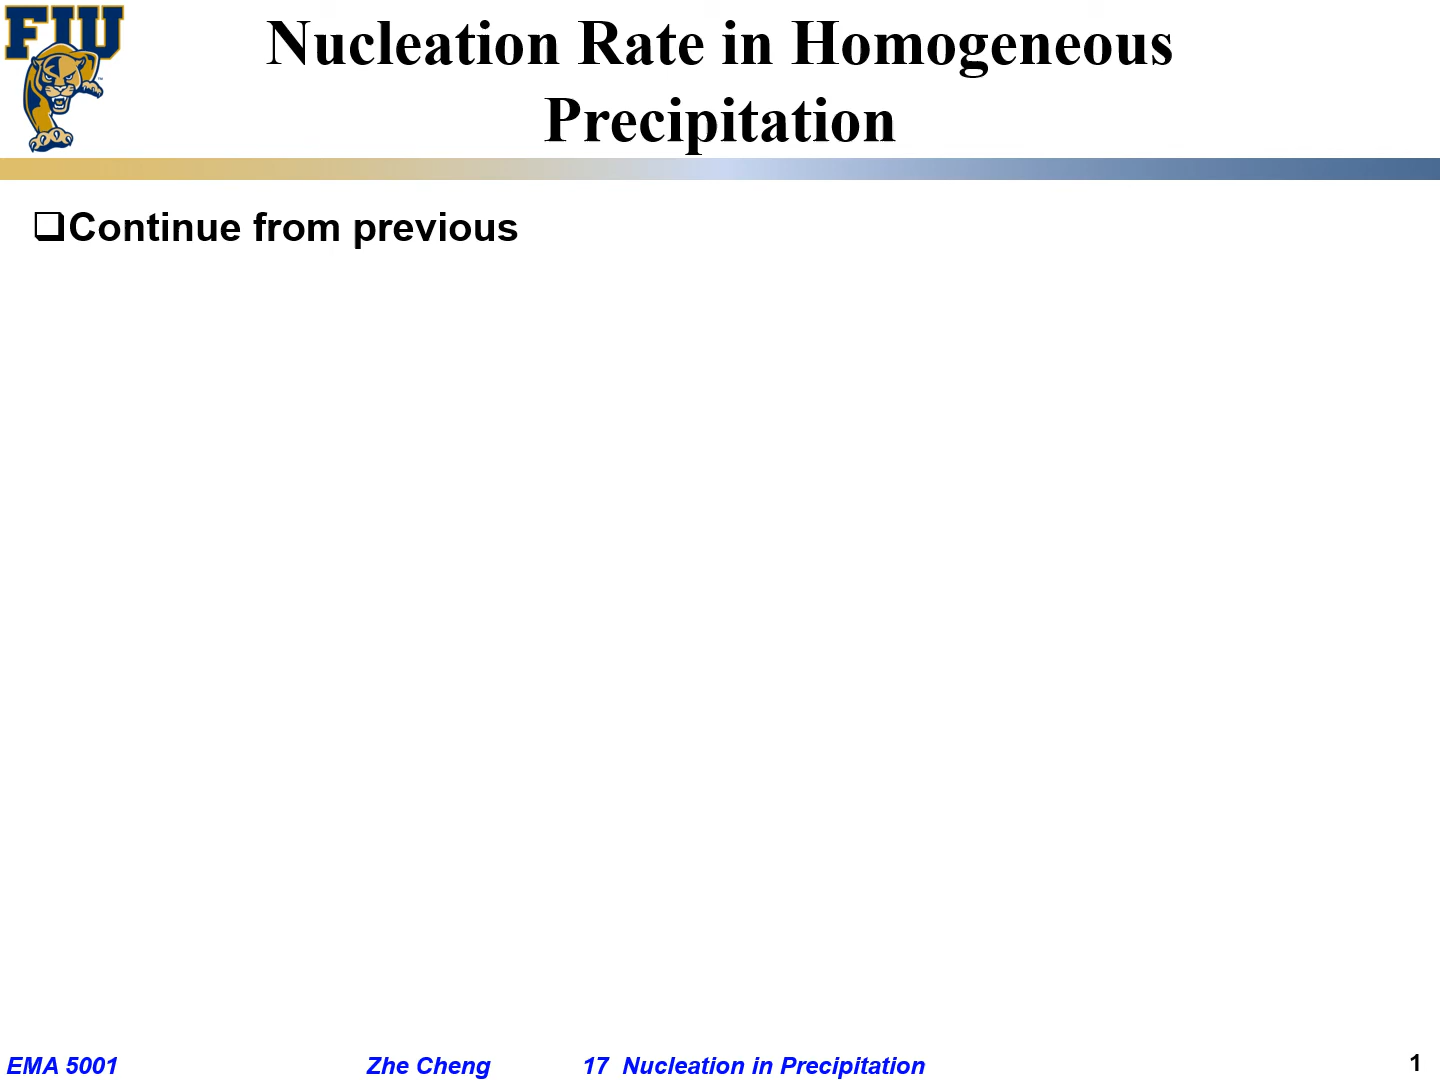 FIU
Nucleation Rate in Homogeneous
Precipitation
❑Continue from previous
EMA 5001 Zhe Cheng 17 Nucleation in Precipitation 1